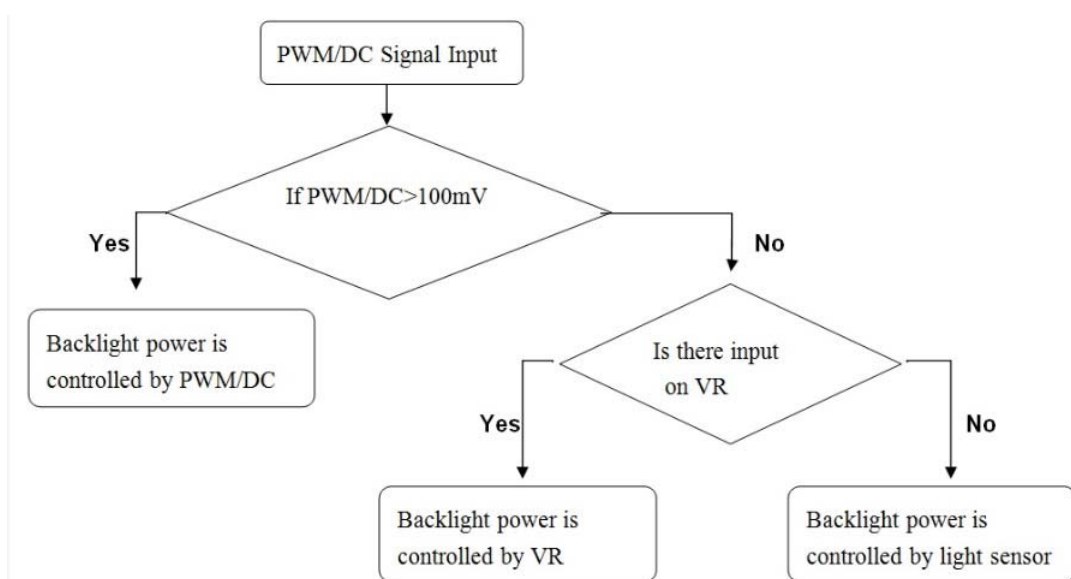 PWM/DC Signal Input
If PWM/DC>100mV
Yes
No
Backlight power is
controlled by PWM/DC
Is there input
on VR
Yes
No
Backlight power is
controlled by VR
Backlight power is
controlled by light sensor